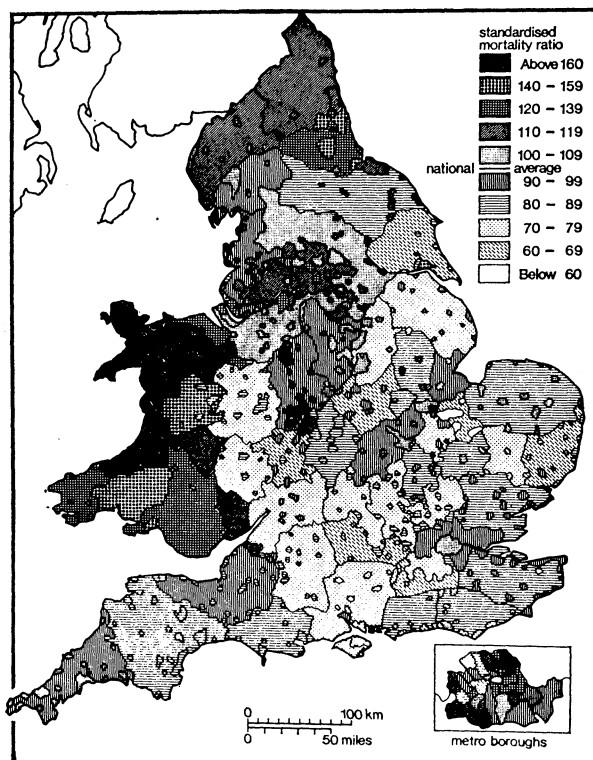 standardised
mortality ratio
Above 160
140 – 159
120 – 139
110 – 119
100 – 109
national average
90 – 99
80 – 89
70 – 79
60 – 69
Below 60
0 100 km
0 50 miles
metro boroughs